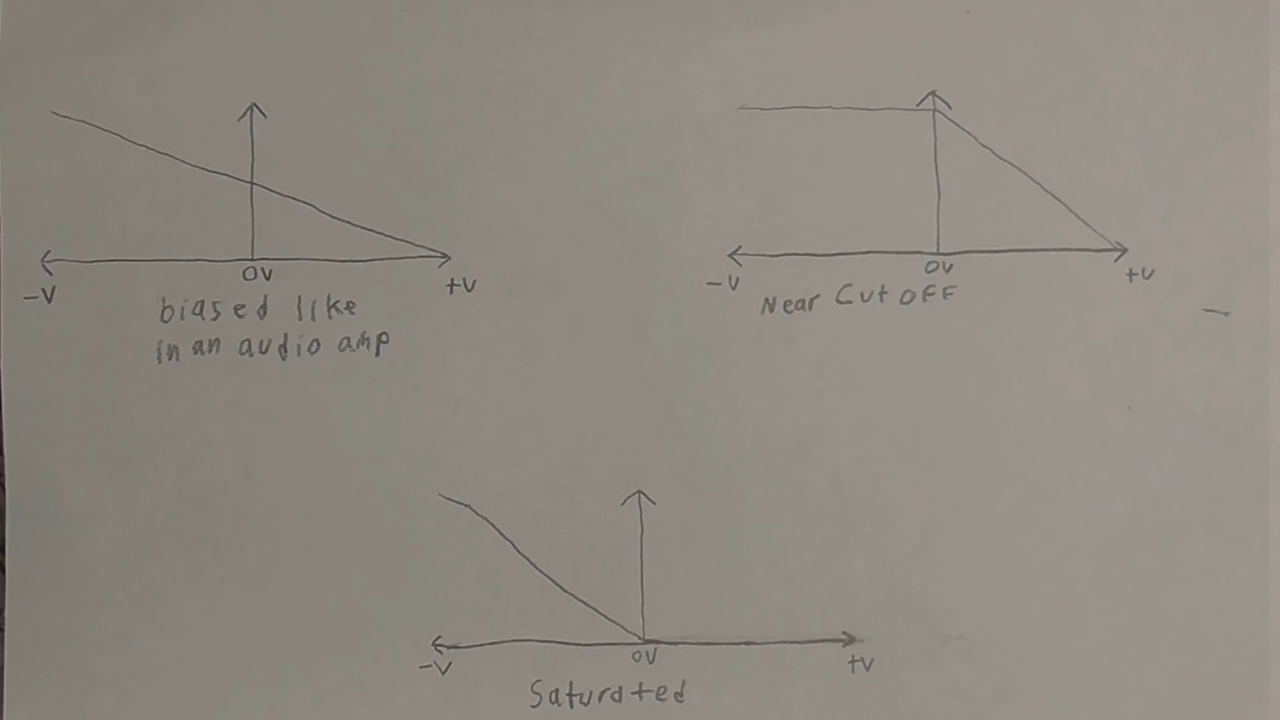 0V
-V
+V
biased like
in an audio amp
0V
-V
+V
Near Cut OFF
0V
-V
+V
Saturated